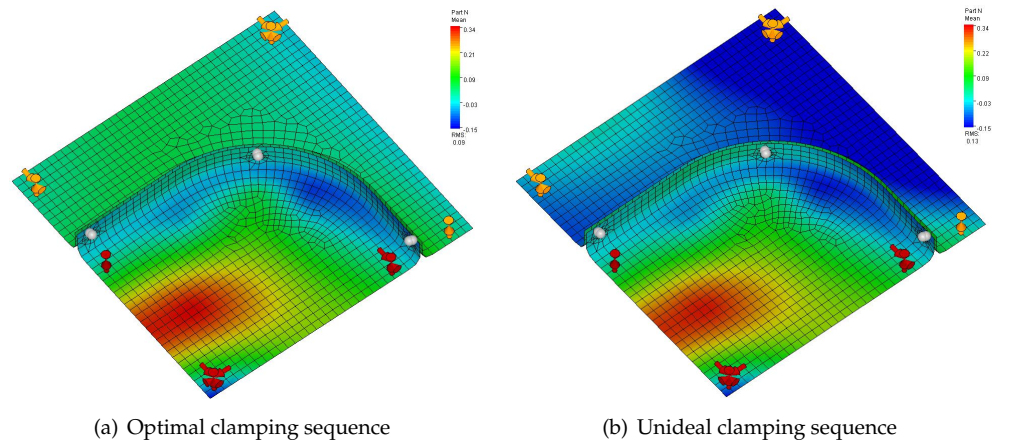 Part N
Mean
0.34
0.21
0.09
-0.03
-0.15
RMS:
0.09
Part N
Mean
0.34
0.22
0.09
-0.03
-0.15
RMS:
0.13
(a) Optimal clamping sequence
(b) Unideal clamping sequence